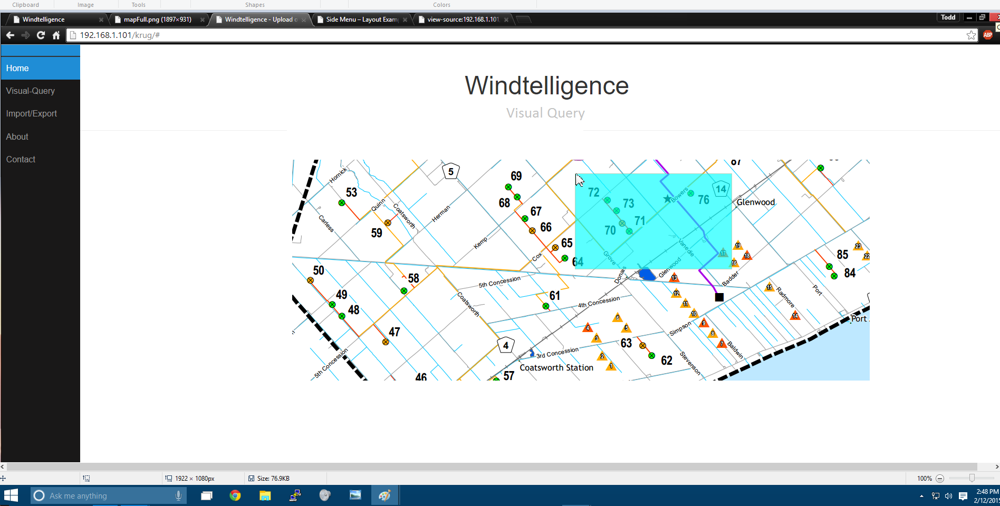 Clipboard
Image
Tools
Shapes
Colors
Windtelligence
mapFull.png (1897×931)
Windtelligence - Upload
Side Menu – Layout Exam
view-source:192.168.1.101
Todd
192.168.1.101/krug/#
ABP
Home
Visual-Query
Import/Export
About
Contact
Windtelligence
Visual Query
87
5
69
Hornick
53
72
73
Bowers
76
14
Glenwood
68
Quinn
Coatsworth
Herman
67
66
71
70
Carless
59
Kemp
65
64
Cox
Grove
Vanedie
17
19
18
16
23
22
85
84
50
58
5th Concession
Donais
Glenwood
13
Badder
49
48
Coatsworth
61
4th Concession
12
11
10
15
Radmore
Port
14
Port
47
6
5
4
3
9
8
7
Simpson
Baldwin
4
63
62
Stevenson
5th Concession
3rd Concession
2
1
Coatsworth Station
46
57
1922 × 1080px
Size: 76.9KB
100%
Ask me anything
2:48 PM
2/12/2015